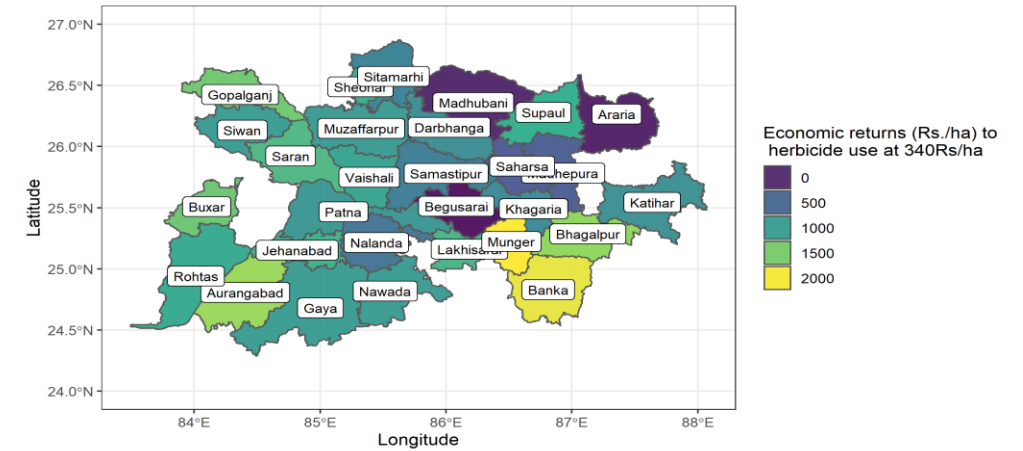 27.0°N
26.5°N
26.0°N
25.5°N
25.0°N
24.5°N
24.0°N
Latitude
84°E
85°E
86°E
87°E
88°E
Longitude
Sitamarhi
Gopalganj
Madhubani
Supaul
Araria
Siwan
Muzaffarpur
Darbhanga
Saran
Saharsa
Vaishali
Samastipur
Buxar
Patna
Begusarai
Khagaria
Katihar
Jehanabad
Nalanda
Munger
Bhagalpur
Rohtas
Aurangabad
Nawada
Banka
Gaya
Economic returns (Rs./ha) to
herbicide use at 340Rs/ha
0
500
1000
1500
2000